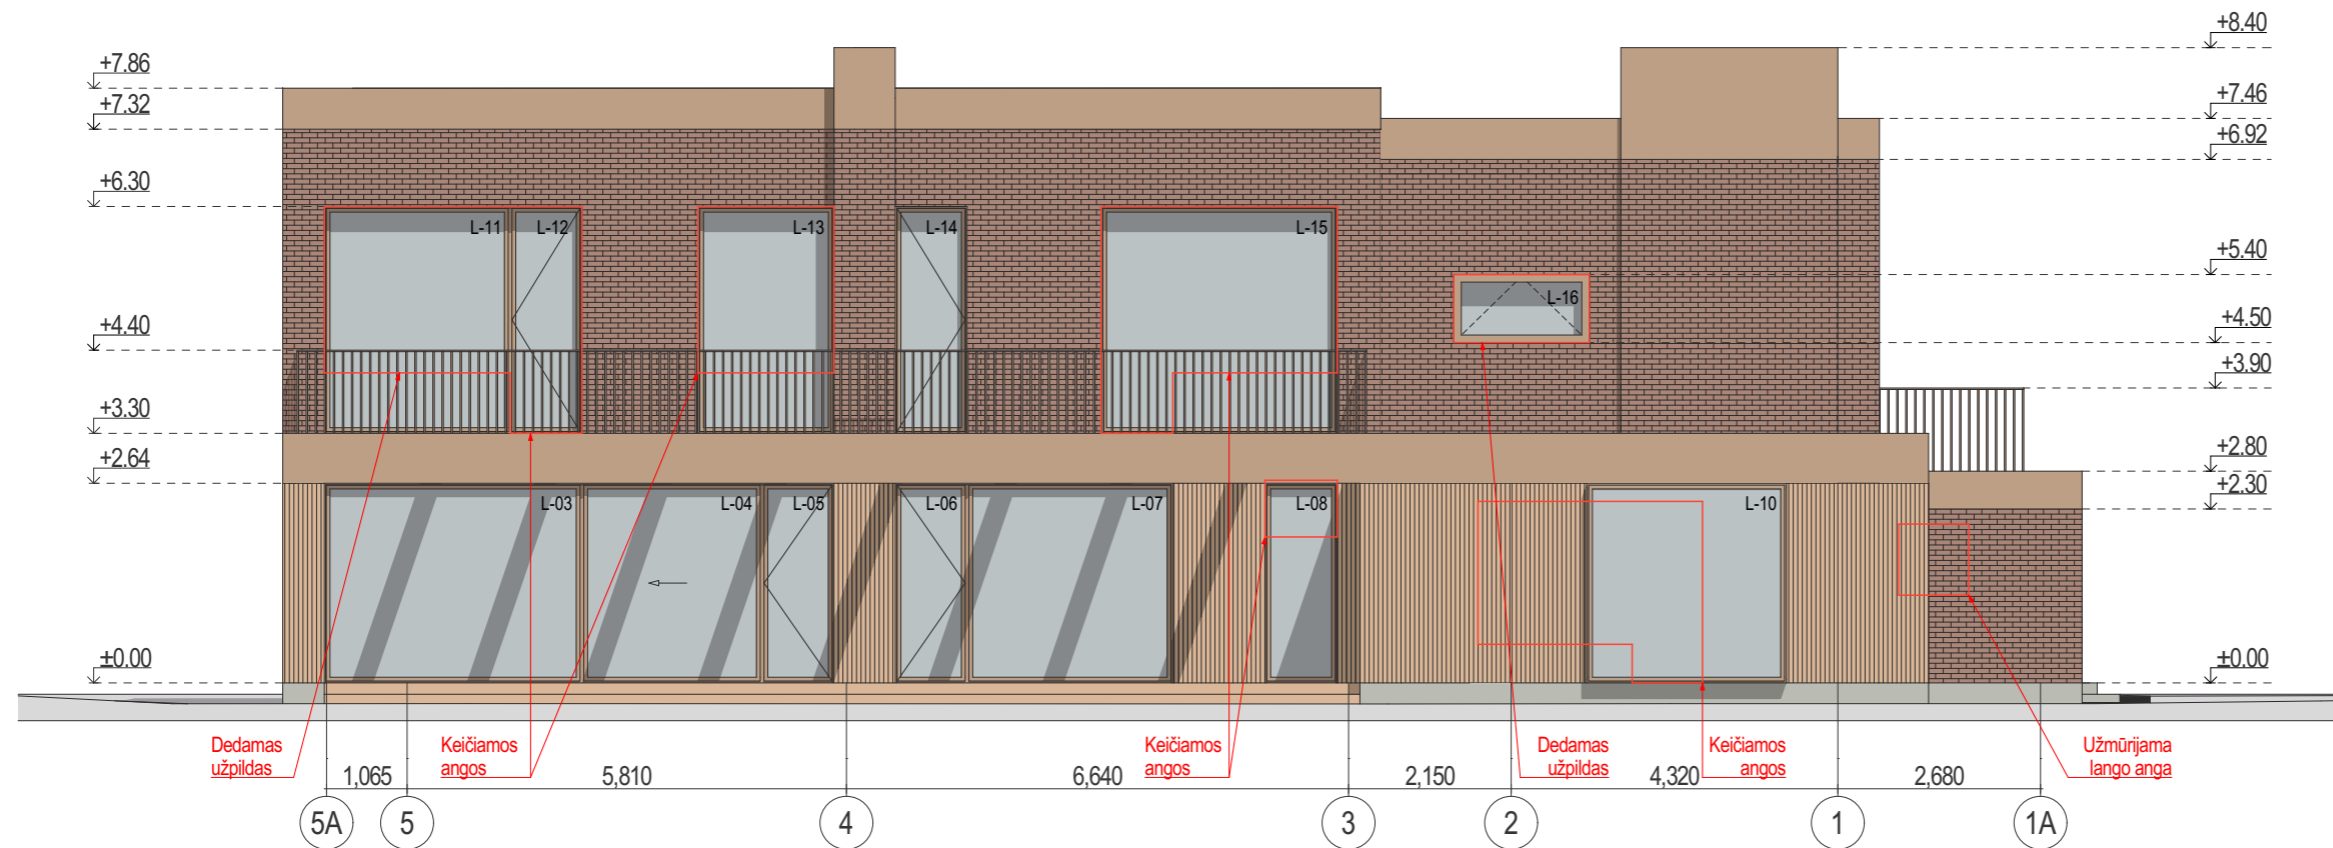 +8.40
+7.86
+7.46
+7.32
+6.92
+6.30
L-11
L-12
L-13
L-14
L-15
+5.40
L-16
+4.40
+4.50
+3.90
+3.30
+2.64
+2.80
+2.30
L-03
L-04
L-05
L-06
L-07
L-08
L-10
±0.00
±0.00
Dedamas
užpildas
Keičiamos
angos
Keičiamos
angos
Dedamas
užpildas
Keičiamos
angos
Užmūrijama
lango anga
1,065
5,810
6,640
2,150
4,320
2,680
5A
5
4
3
2
1
1A